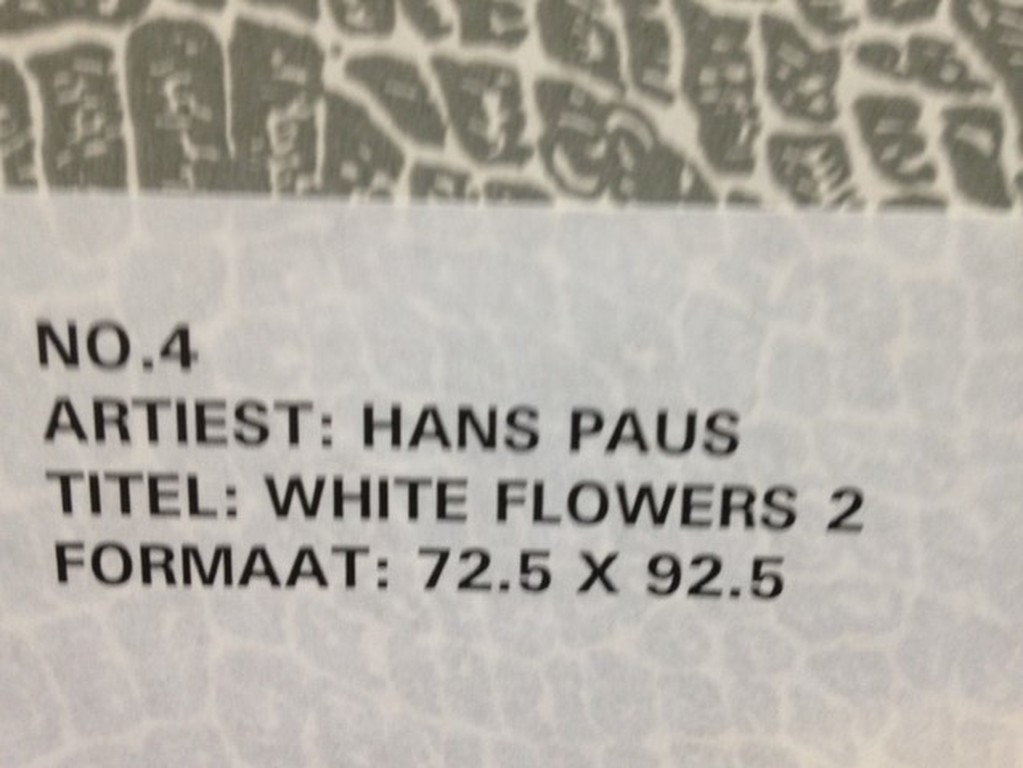 NO.4
ARTIEST: HANS PAUS
TITEL: WHITE FLOWERS 2
FORMAAT: 72.5 X 92.5